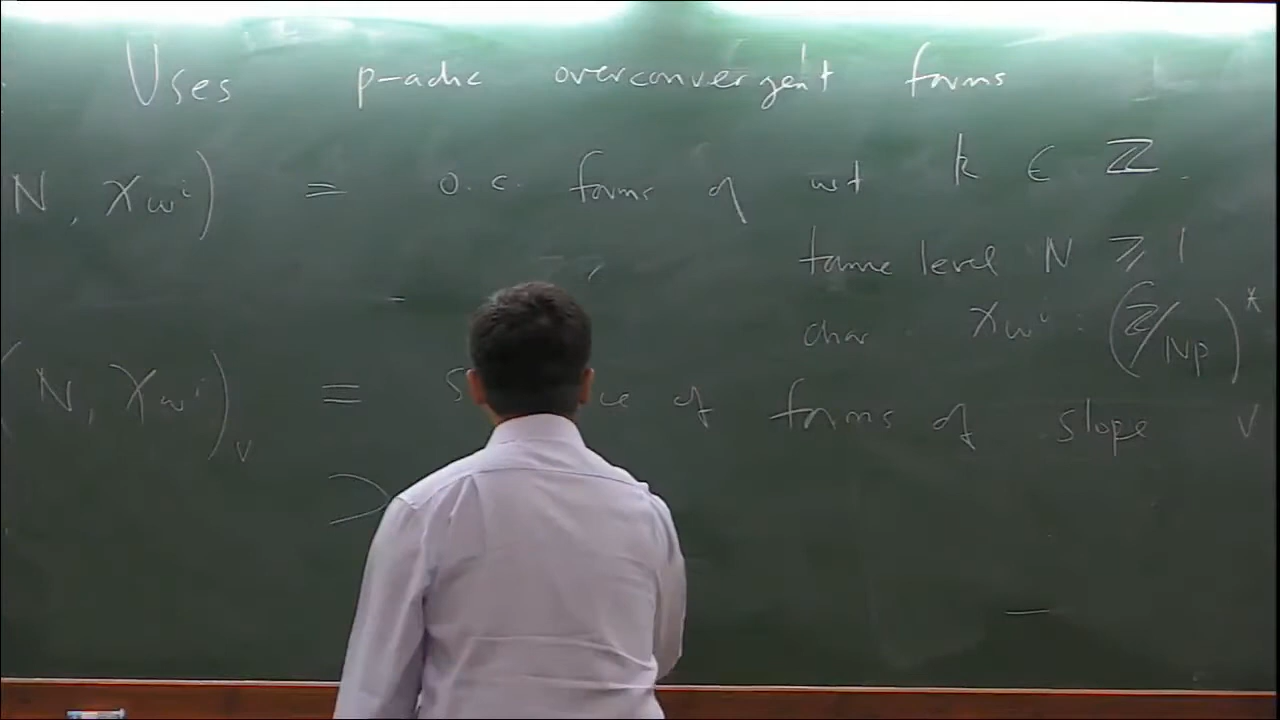 Uses p-adic overconvergent forms
N, χω^i) = o.c. forms of wt k ∈ ℤ.
tame level N ≥ 1
char. χω^i : (ℤ/Np)^*
(N, χω^i)_v = of forms of slope v
⊃